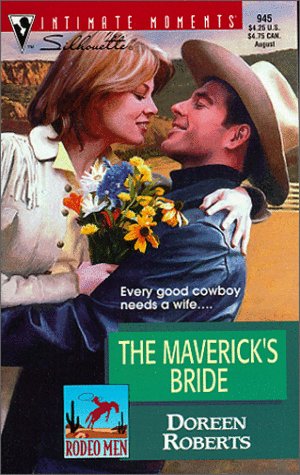 INTIMATE MOMENTS®
Silhouette®
945
$4.25 U.S.
$4.75 CAN.
August
TM
Every good cowboy
needs a wife....
THE MAVERICK'S
BRIDE
RODEO MEN
DOREEN
ROBERTS